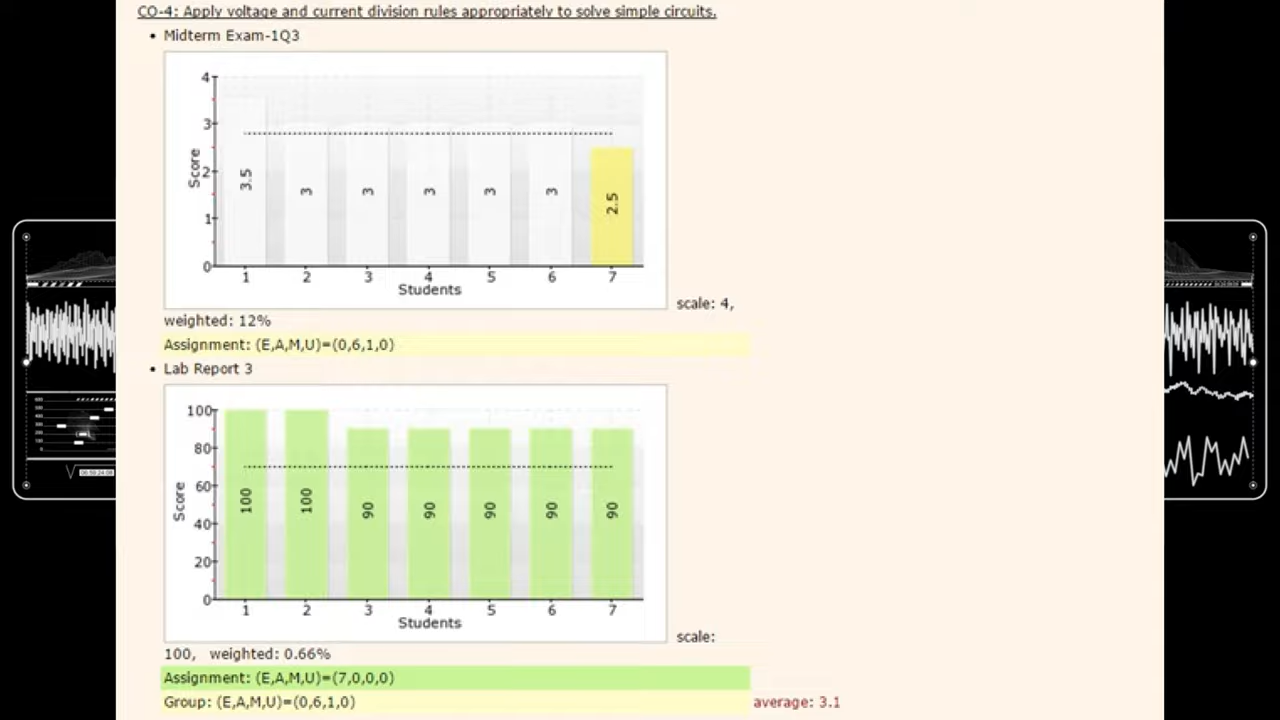 CO-4: Apply voltage and current division rules appropriately to solve simple circuits.
• Midterm Exam-1Q3
4
3
2
1
0
Score
3.5
3
3
3
3
3
2.5
1 2 3 4 5 6 7
Students
scale: 4,
weighted: 12%
Assignment: (E,A,M,U)=(0,6,1,0)
• Lab Report 3
100
80
60
40
20
0
Score
100
100
90
90
90
90
90
1 2 3 4 5 6 7
Students
scale:
100, weighted: 0.66%
Assignment: (E,A,M,U)=(7,0,0,0)
Group: (E,A,M,U)=(0,6,1,0) average: 3.1